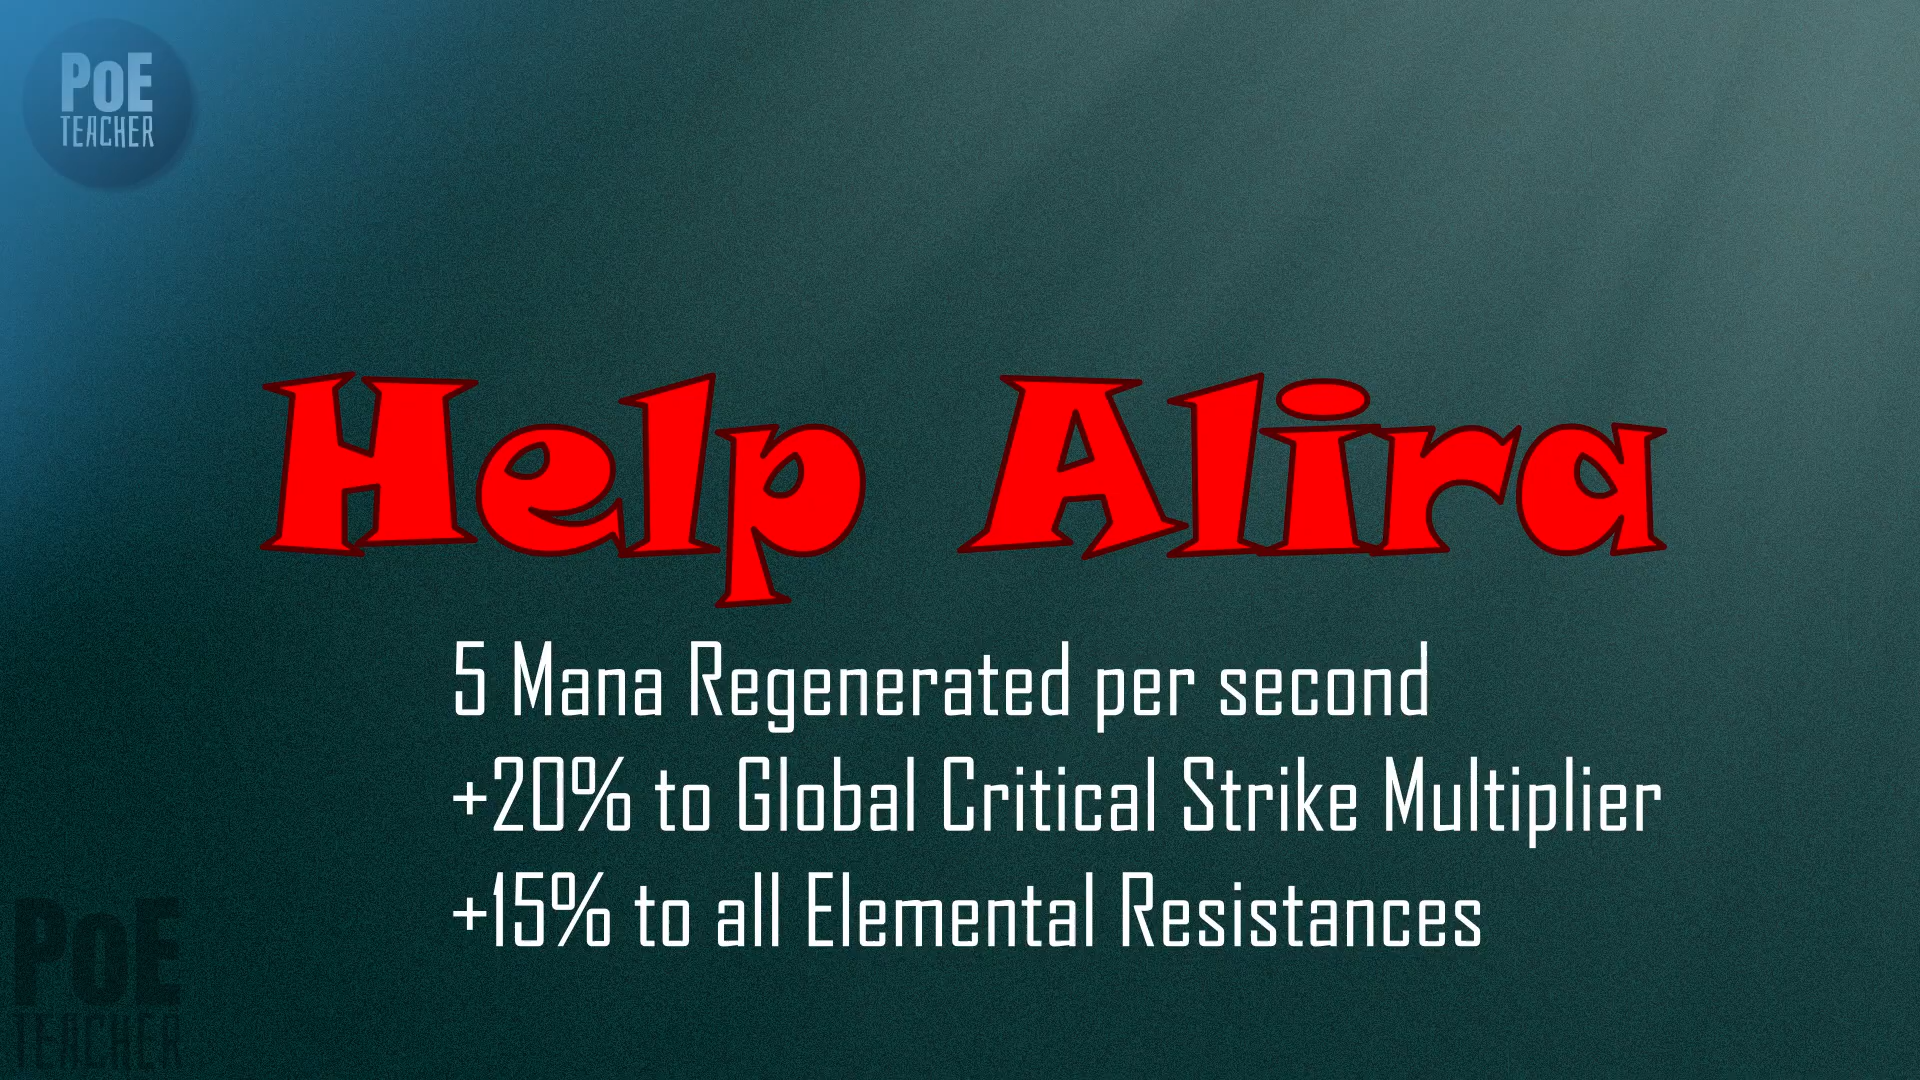 PoE
TEACHER
Help Alira
5 Mana Regenerated per second
+20% to Global Critical Strike Multiplier
+15% to all Elemental Resistances
PoE
TEACHER